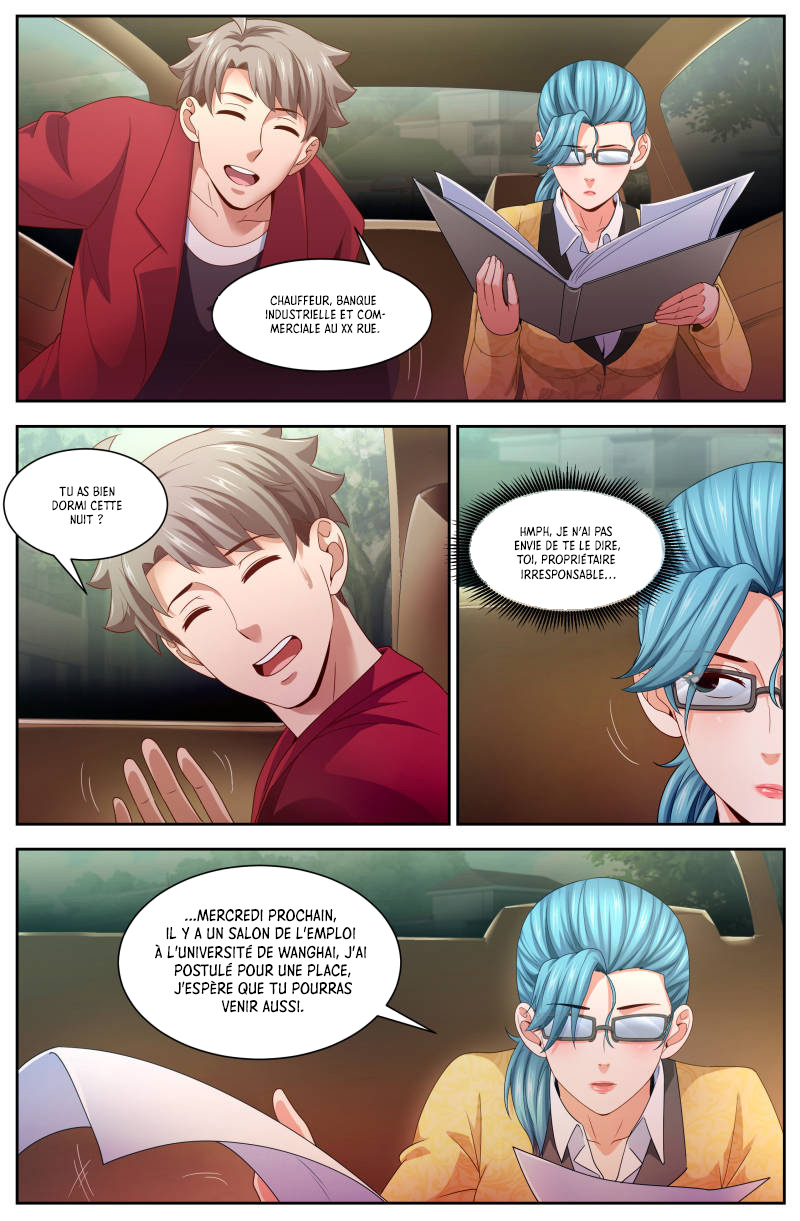 CHAUFFEUR, BANQUE
INDUSTRIELLE ET COM-
MERCIALE AU XX RUE.
TU AS BIEN
DORMI CETTE
NUIT ?
HMPH, JE N'AI PAS
ENVIE DE TE LE DIRE,
TOI, PROPRIÉTAIRE
IRRESPONSABLE...
...MERCREDI PROCHAIN,
IL Y A UN SALON DE L'EMPLOI
À L'UNIVERSITÉ DE WANGHAI, J'AI
POSTULÉ POUR UNE PLACE,
J'ESPÈRE QUE TU POURRAS
VENIR AUSSI.